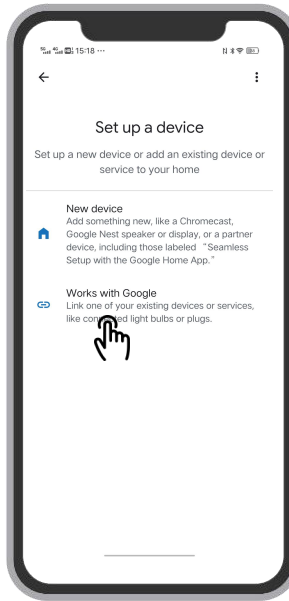 5G 4G 15:18 ···
Set up a device
Set up a new device or add an existing device or
service to your home
New device
Add something new, like a Chromecast,
Google Nest speaker or display, or a partner
device, including those labeled “Seamless
Setup with the Google Home App.”
Works with Google
Link one of your existing devices or services,
like light bulbs or plugs.